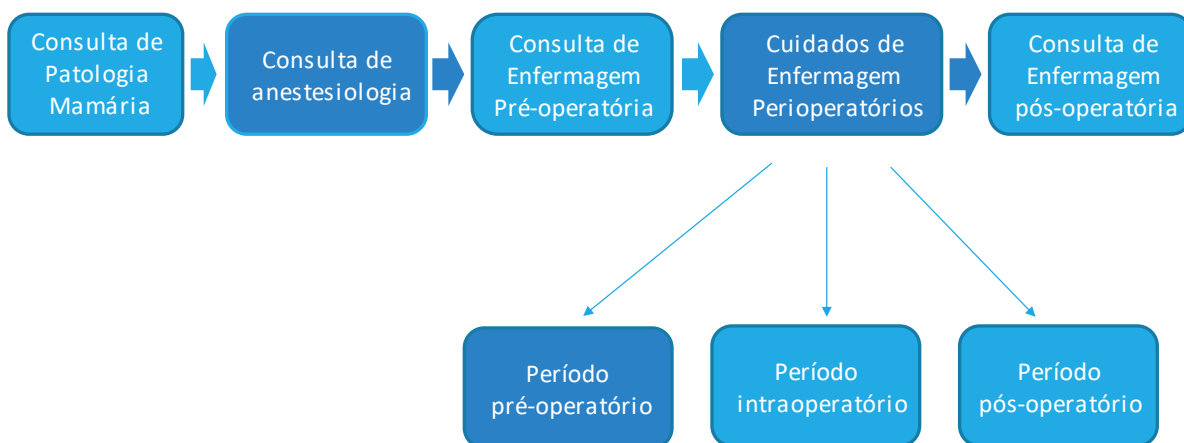 Consulta de
Patologia
Mamária
Consulta de
anestesiologia
Consulta de
Enfermagem
Pré-operatória
Cuidados de
Enfermagem
Perioperatórios
Consulta de
Enfermagem
pós-operatória
Período
pré-operatório
Período
intraoperatório
Período
pós-operatório